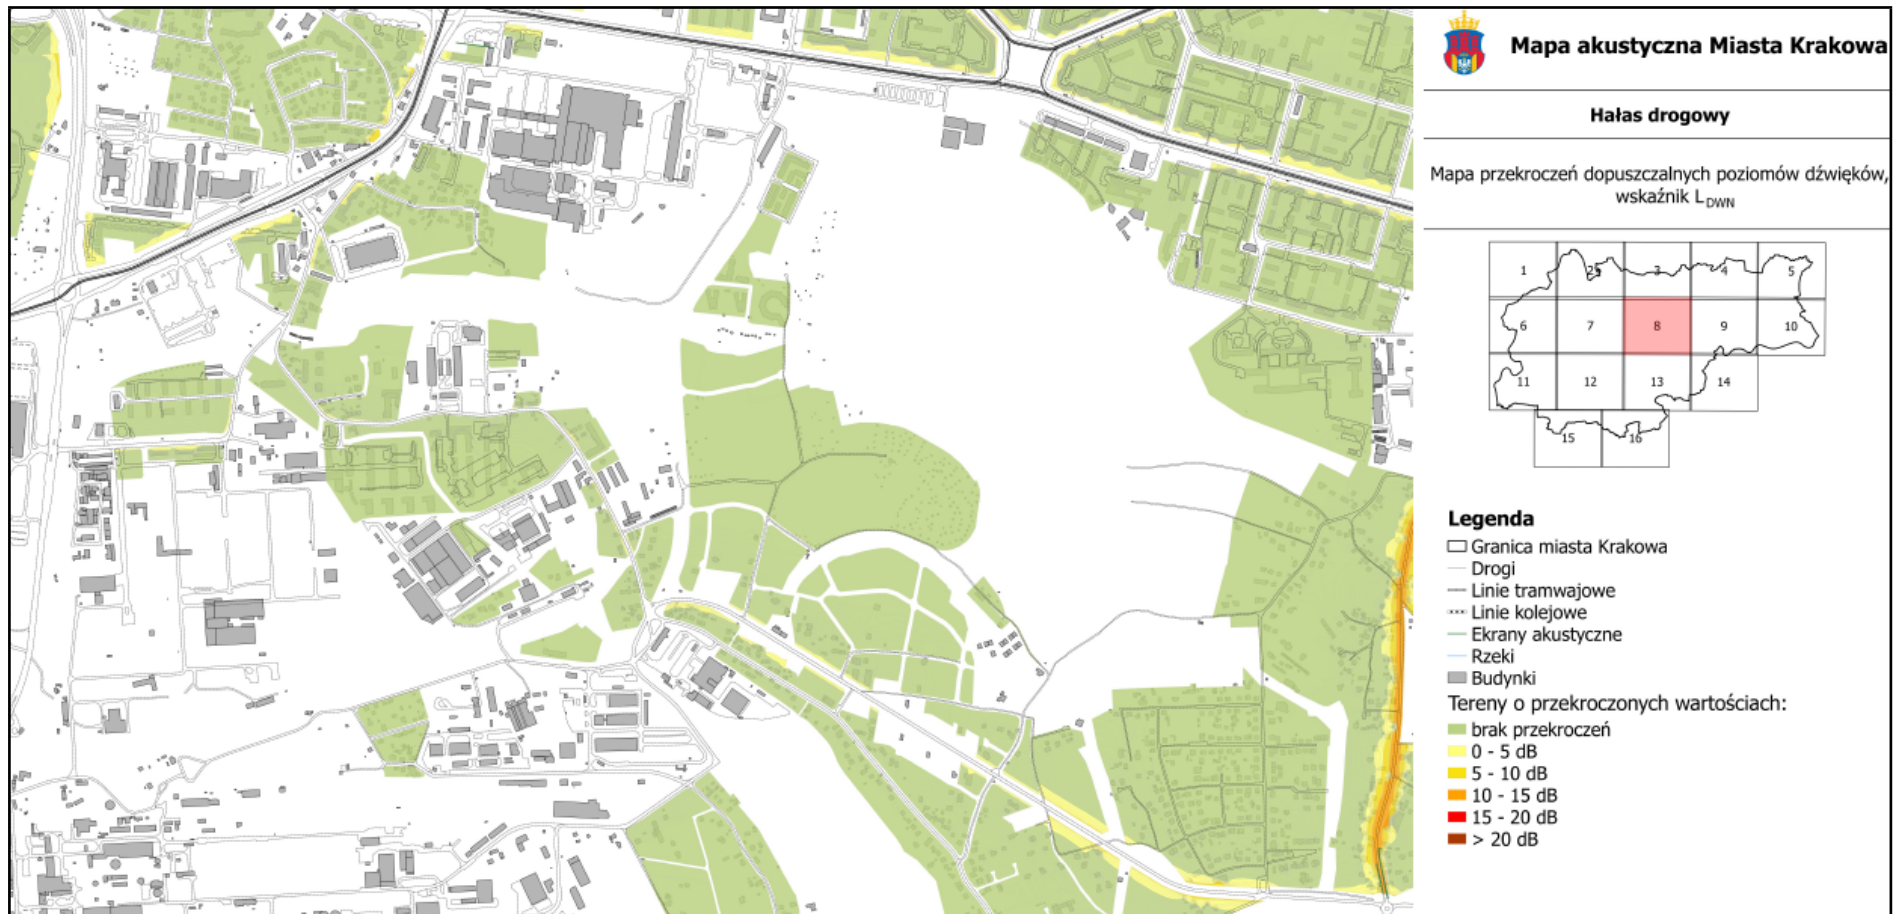 Mapa akustyczna Miasta Krakowa
Hałas drogowy
Mapa przekroczeń dopuszczalnych poziomów dźwięków,
wskaźnik LDWN
1 3 4 5
6 7 8 9 10
11 12 13 14
15 16
Legenda
Granica miasta Krakowa
Drogi
Linie tramwajowe
Linie kolejowe
Ekrany akustyczne
Rzeki
Budynki
Tereny o przekroczonych wartościach:
brak przekroczeń
0 - 5 dB
5 - 10 dB
10 - 15 dB
15 - 20 dB
> 20 dB